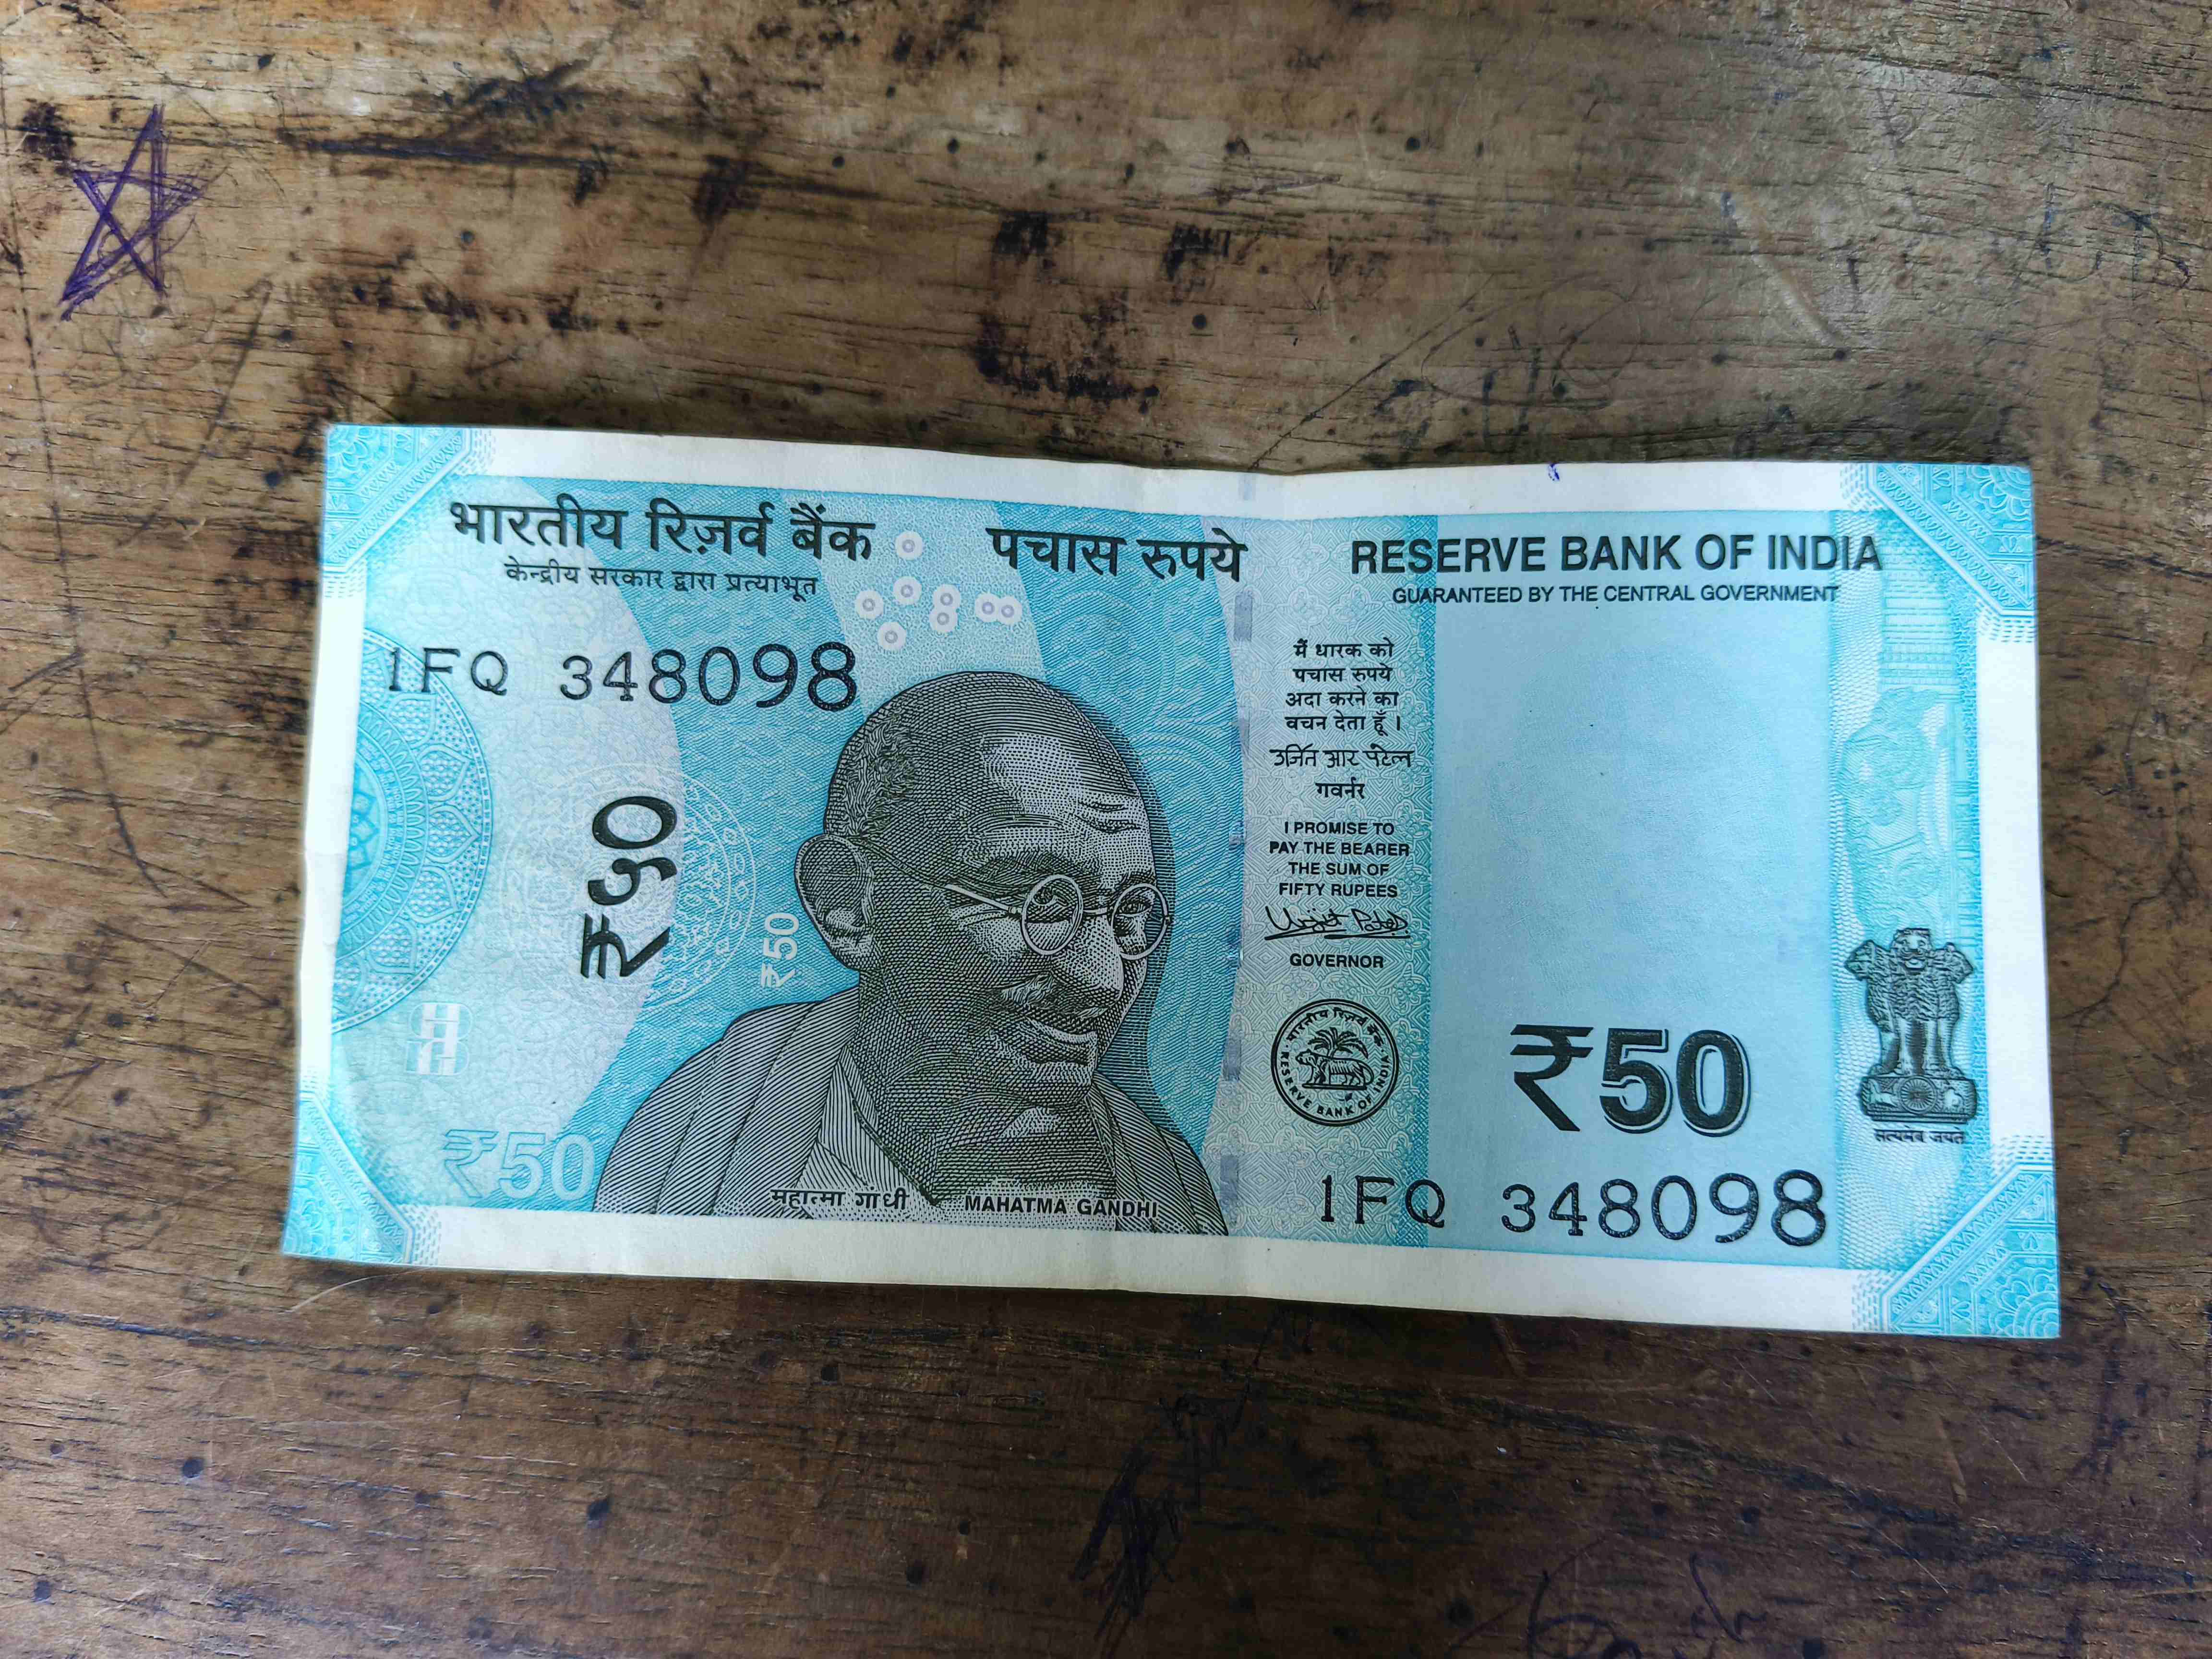 भारतीय रिज़र्व बैंक
केन्द्रीय सरकार द्वारा प्रत्याभूत
1FQ 348098
₹५०
₹50
₹50
महात्मा गांधी MAHATMA GANDHI
पचास रुपये
मैं धारक को
पचास रुपये
अदा करने का
वचन देता हूँ ।
उर्जित आर पटेल
गवर्नर
I PROMISE TO
PAY THE BEARER
THE SUM OF
FIFTY RUPEES
Urjit Patel
GOVERNOR
भारतीय रिज़र्व बैंक
RESERVE BANK OF INDIA
RESERVE BANK OF INDIA
GUARANTEED BY THE CENTRAL GOVERNMENT
₹50
सत्यमेव जयते
1FQ 348098